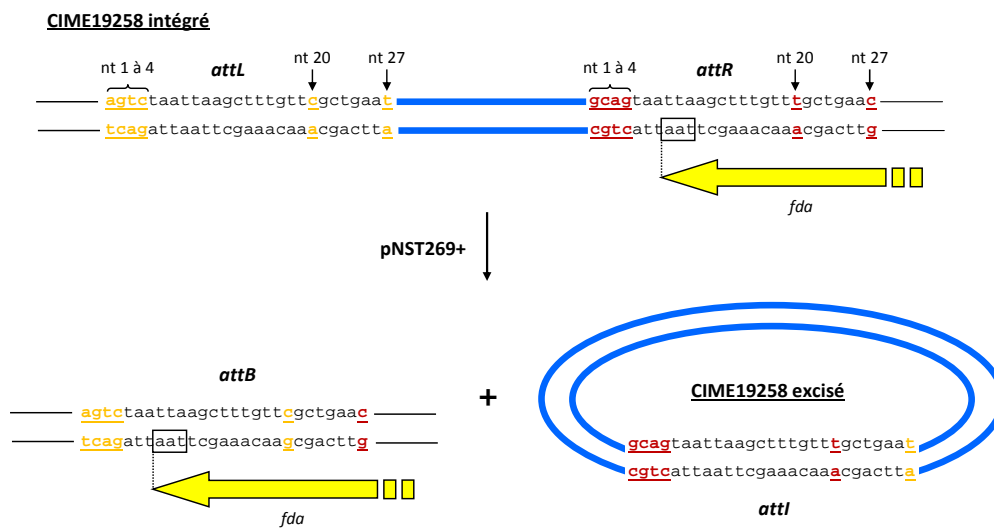 CIME19258 intégré
attL
attR
nt 1 à 4 nt 20 nt 27 nt 1 à 4 nt 20 nt 27
agtctaattaagctttgttcgctgaat gcagtaattaagctttgtttgctgaac
tcagattaattcgaaacaaacgactta cgtcattaattcgaaacaaacgacttg
fda
pNST269+
attB
+
CIME19258 excisé
agtctaattaagctttgttcgctgaac
tcagattaattcgaaacaagcgacttg
gcagtaattaagctttgtttgctgaat
cgtcattaattcgaaacaaacgactta
attI
fda